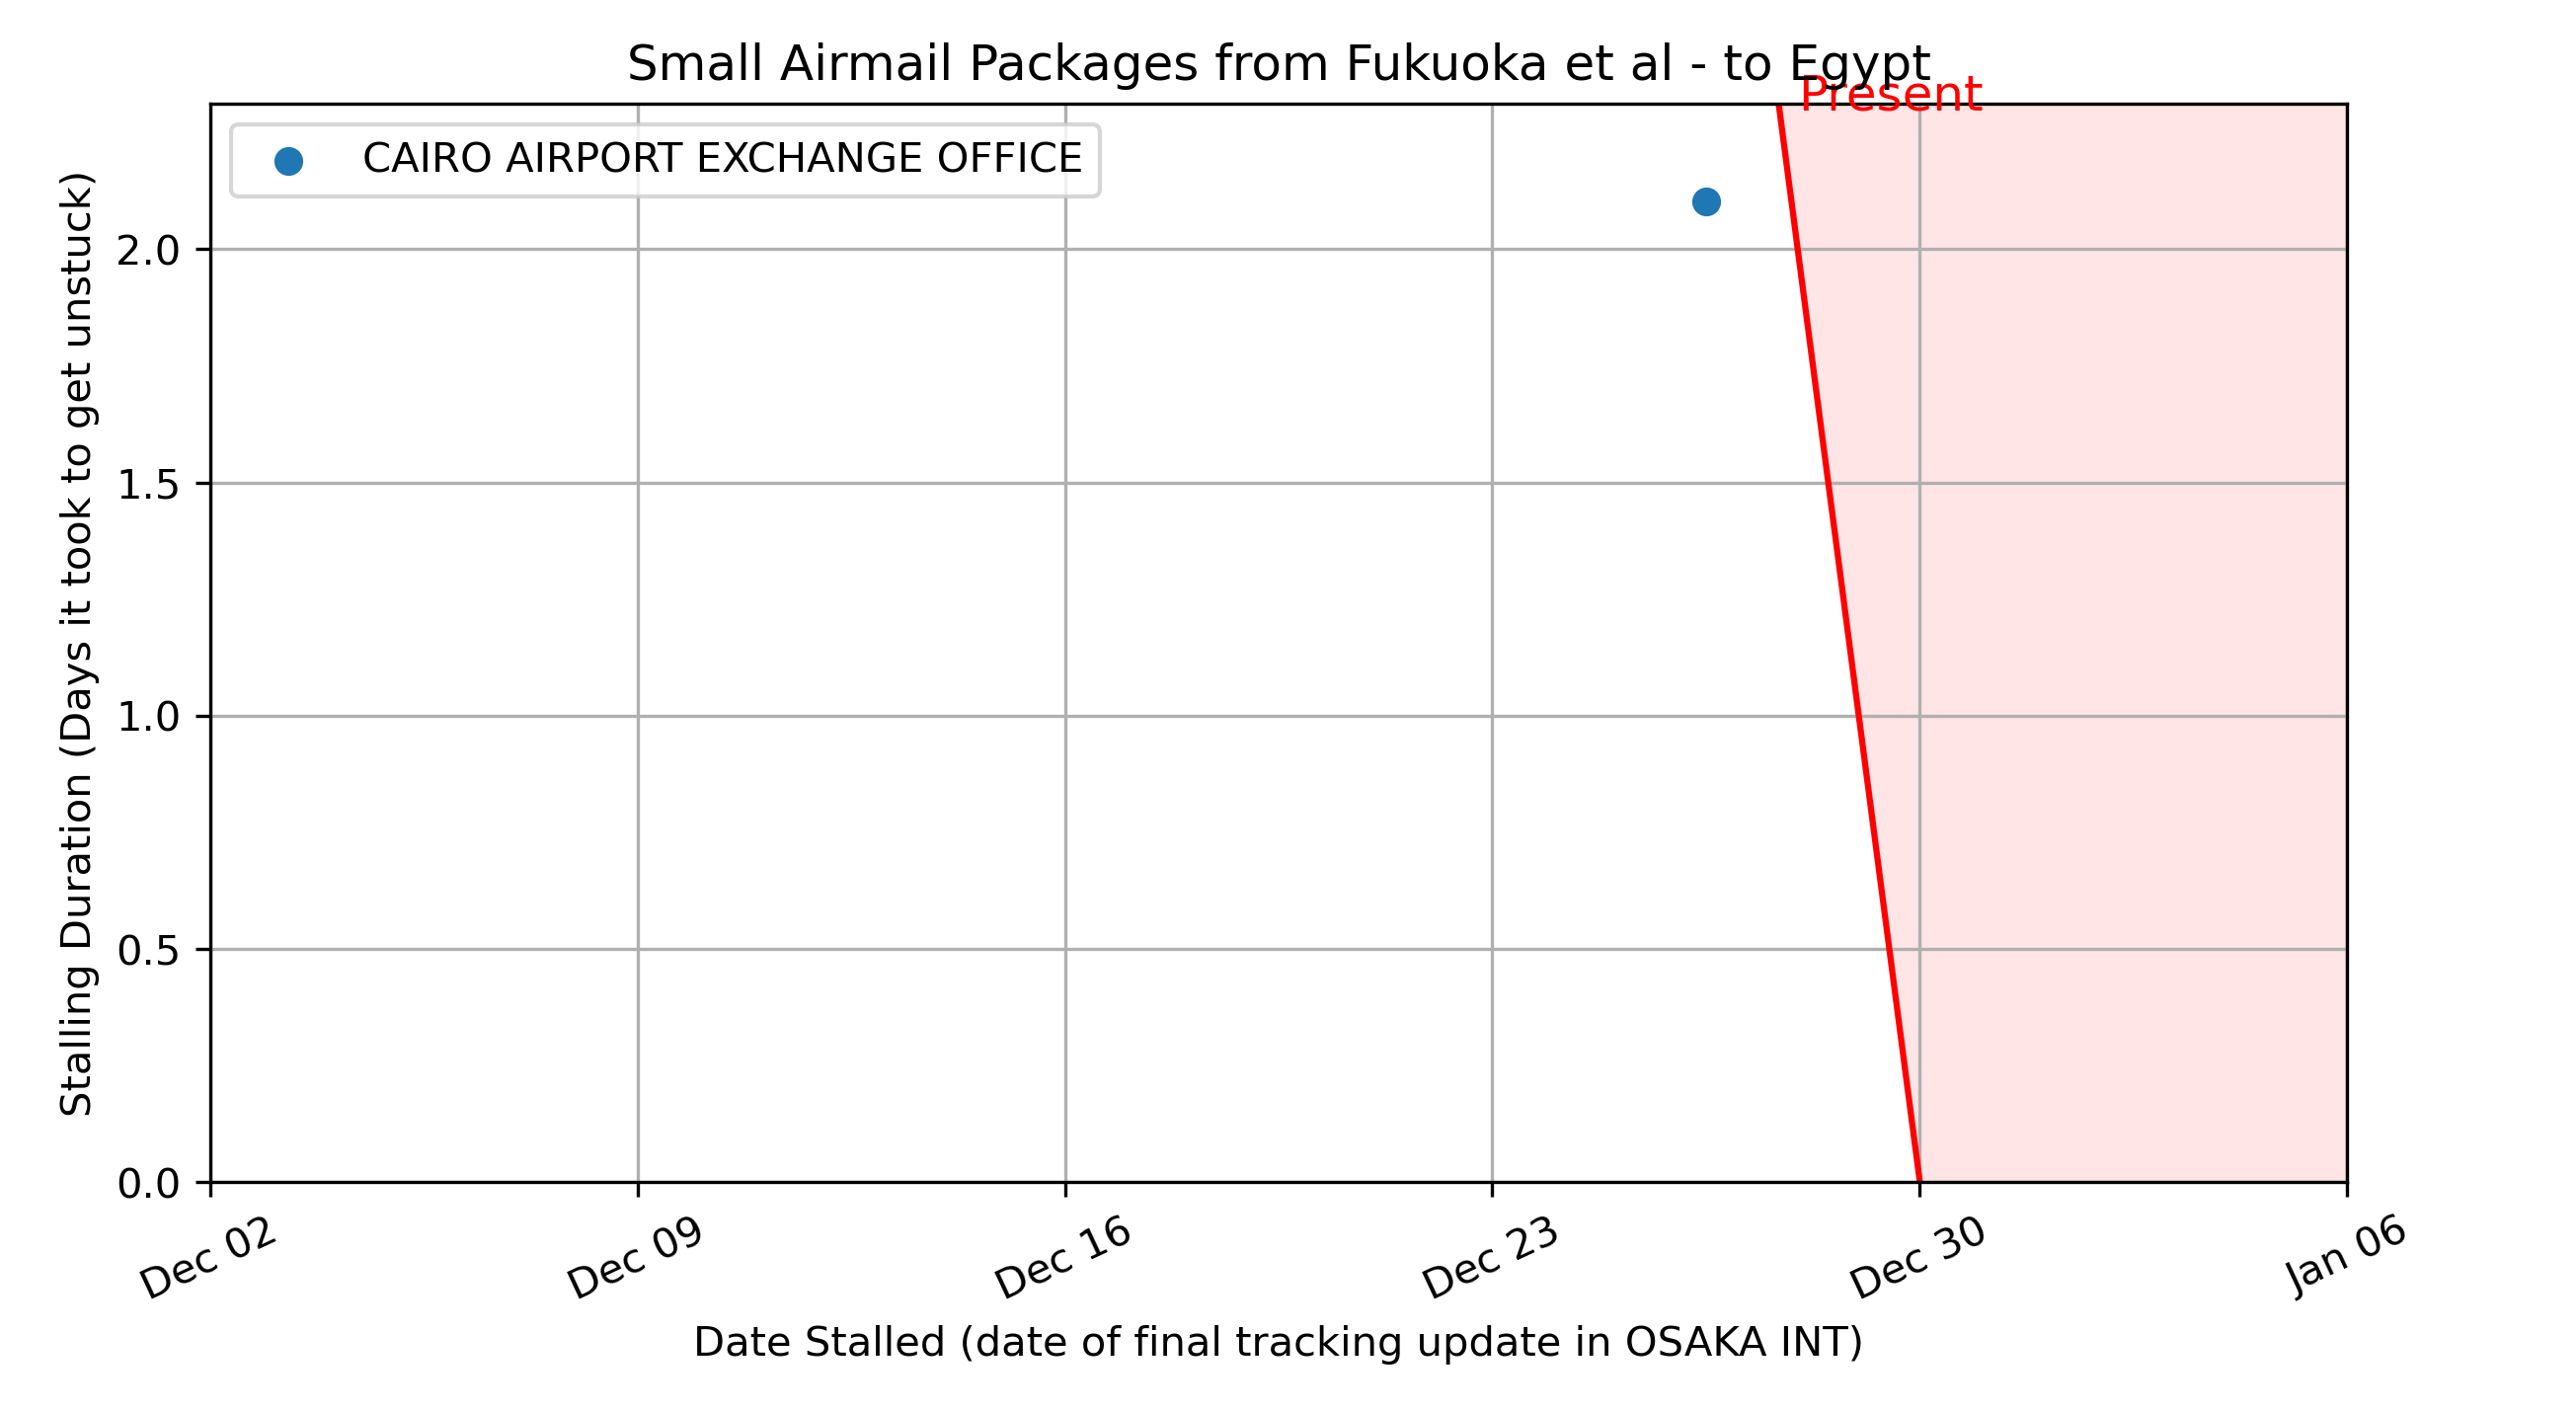 Small Airmail Packages from Fukuoka et al - to Egypt
Present
CAIRO AIRPORT EXCHANGE OFFICE
Stalling Duration (Days it took to get unstuck)
2.0
1.5
1.0
0.5
0.0
Dec 02
Dec 09
Dec 16
Dec 23
Dec 30
Jan 06
Date Stalled (date of final tracking update in OSAKA INT)